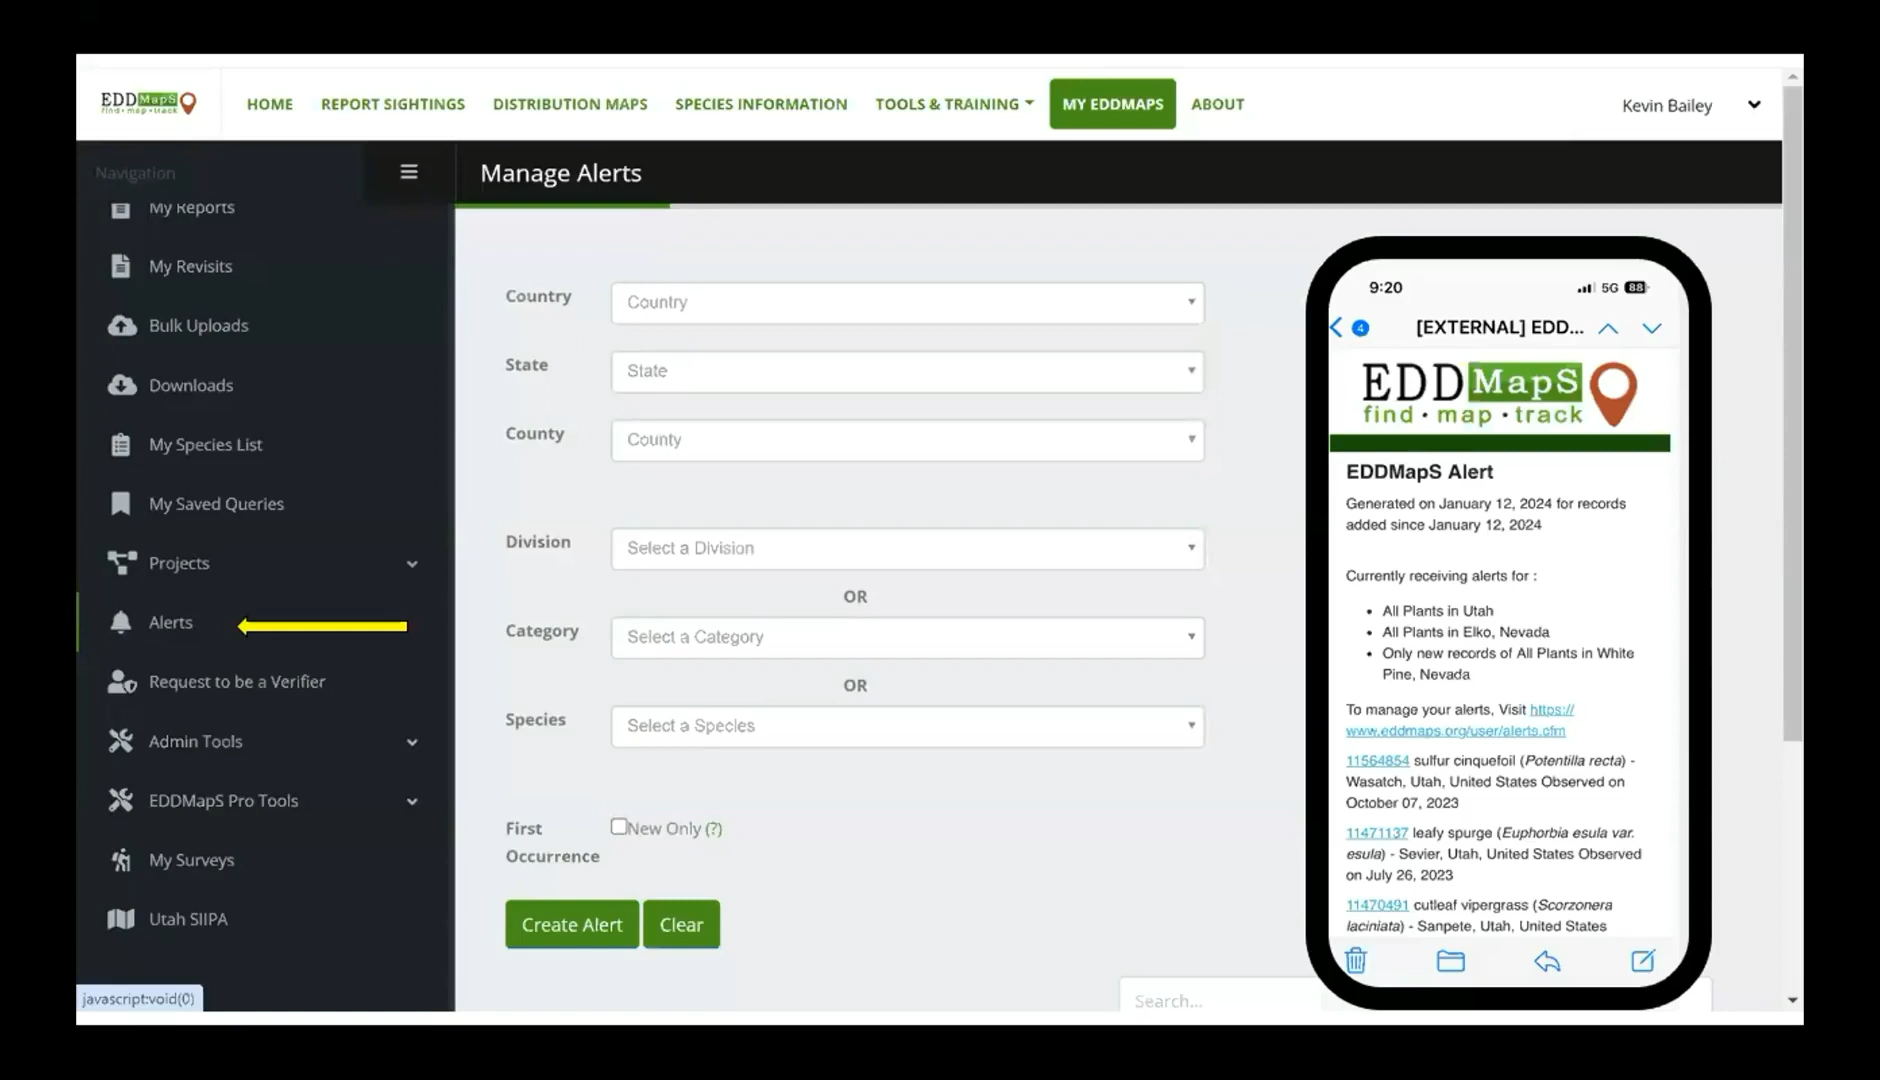 EDDMapS
find·map·track
HOME
REPORT SIGHTINGS
DISTRIBUTION MAPS
SPECIES INFORMATION
TOOLS & TRAINING
MY EDDMAPS
ABOUT
Kevin Bailey
Navigation
Manage Alerts
My Reports
My Revisits
Bulk Uploads
Downloads
My Species List
My Saved Queries
Projects
Alerts
Request to be a Verifier
Admin Tools
EDDMapS Pro Tools
My Surveys
Utah SIIPA
javascript:void(0)
Country
Country
State
State
County
County
Division
Select a Division
OR
Category
Select a Category
OR
Species
Select a Species
First
Occurrence
New Only (?)
Create Alert
Clear
Search...
9:20
5G
88
4
[EXTERNAL] EDD...
EDDMapS
find · map · track
EDDMapS Alert
Generated on January 12, 2024 for records
added since January 12, 2024
Currently receiving alerts for :
• All Plants in Utah
• All Plants in Elko, Nevada
• Only new records of All Plants in White
Pine, Nevada
To manage your alerts, Visit https://
www.eddmaps.org/user/alerts.cfm
11564854 sulfur cinquefoil (Potentilla recta) -
Wasatch, Utah, United States Observed on
October 07, 2023
11471137 leafy spurge (Euphorbia esula var.
esula) - Sevier, Utah, United States Observed
on July 26, 2023
11470491 cutleaf vipergrass (Scorzonera
laciniata) - Sanpete, Utah, United States